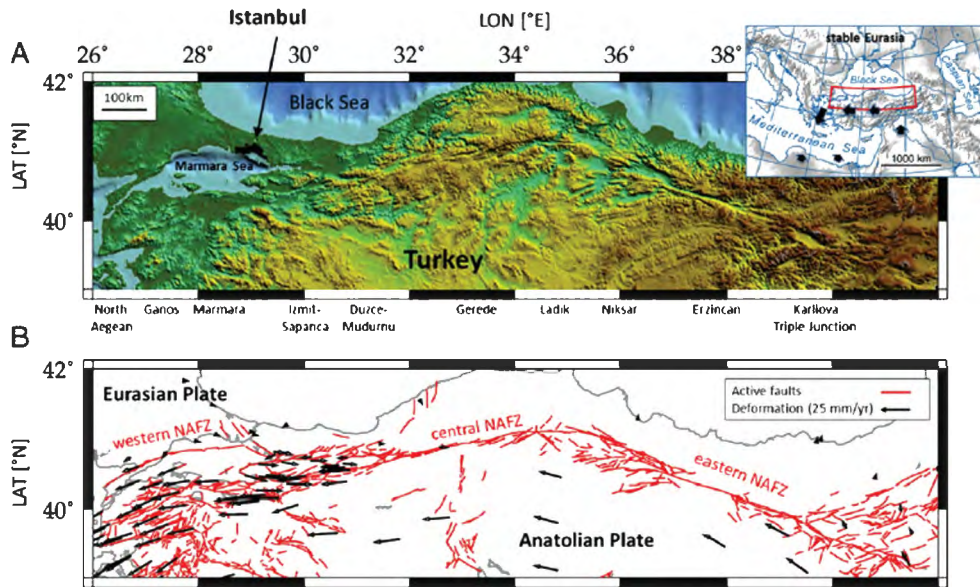 Istanbul
LON [°E]
A
26°
28°
30°
32°
34°
36°
38°
stable Eurasia
Black Sea
Mediterranean Sea
1000 km
42°
100km
Black Sea
Marmara Sea
LAT [°N]
40°
Turkey
North
Aegean
Ganos
Marmara
Izmit-
Sapanca
Duzce-
Mudurnu
Gerede
Ladik
Niksar
Erzincan
Karliova
Triple Junction
B
42°
Eurasian Plate
Active faults
Deformation (25 mm/yr)
western NAFZ
central NAFZ
eastern NAFZ
LAT [°N]
40°
Anatolian Plate